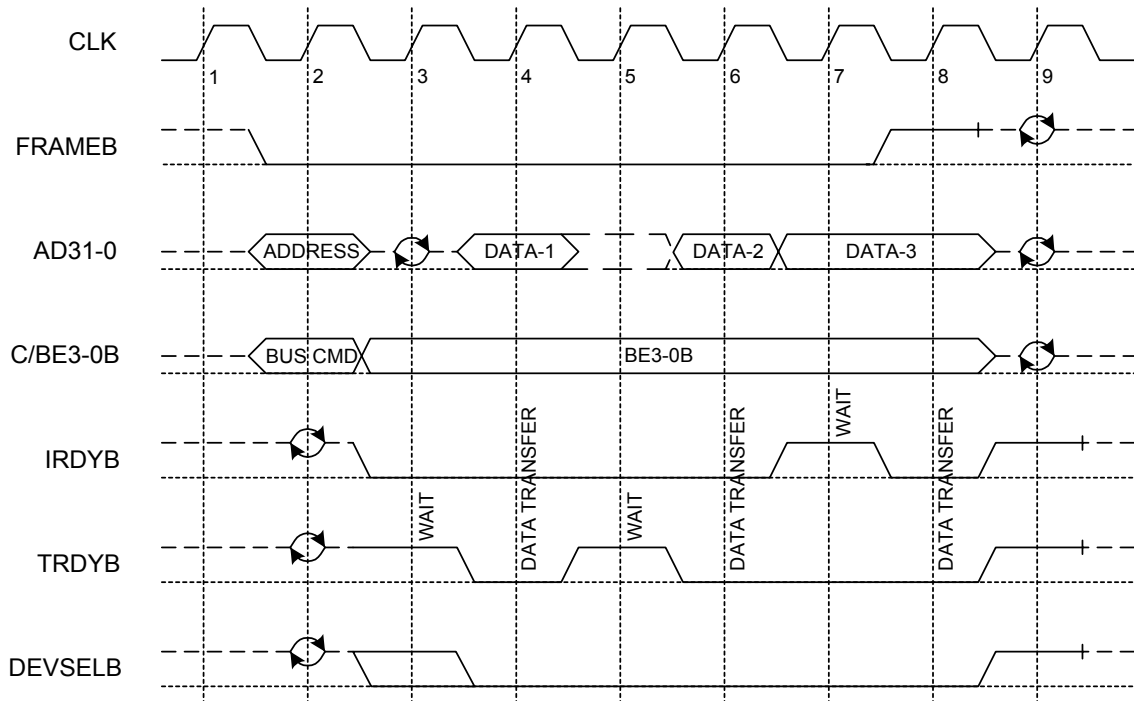 CLK
1 2 3 4 5 6 7 8 9
FRAMEB
AD31-0
ADDRESS DATA-1 DATA-2 DATA-3
C/BE3-0B
BUS CMD BE3-0B
IRDYB
DATA TRANSFER
DATA TRANSFER
WAIT
DATA TRANSFER
TRDYB
WAIT
WAIT
DEVSELB